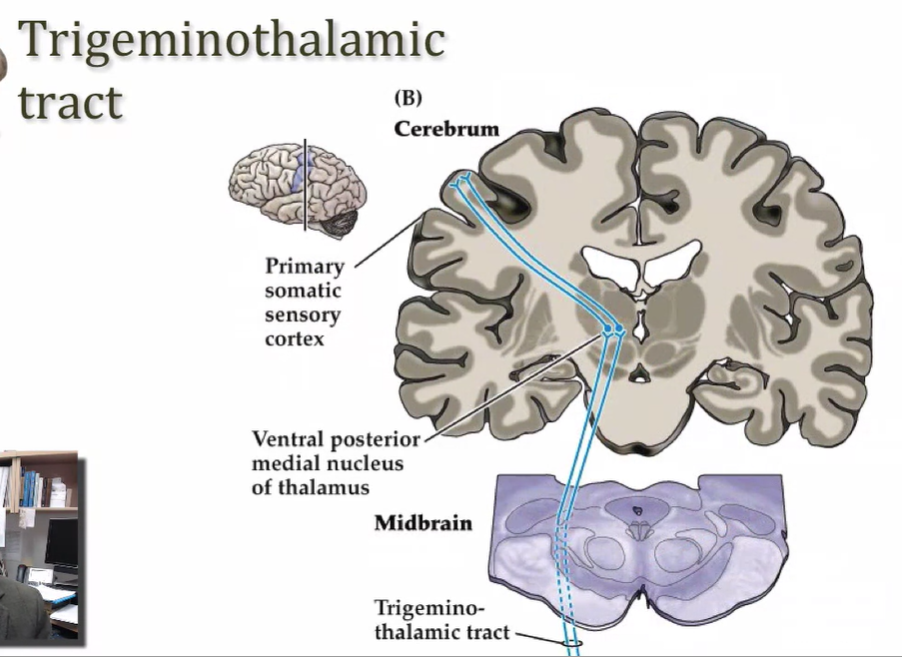 Trigeminothalamic
tract
(B)
Cerebrum
Primary
somatic
sensory
cortex
Ventral posterior
medial nucleus
of thalamus
Midbrain
Trigemino-
thalamic tract